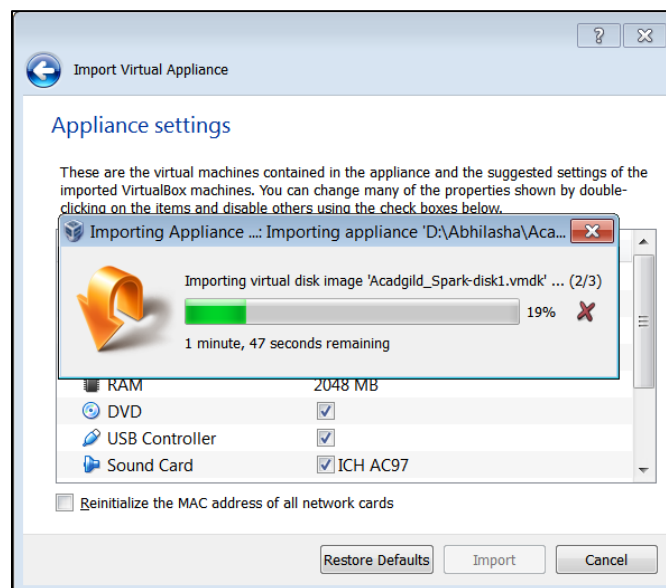 Import Virtual Appliance
Appliance settings
These are the virtual machines contained in the appliance and the suggested settings of the
imported VirtualBox machines. You can change many of the properties shown by double-
clicking on the items and disable others using the check boxes below.
Importing Appliance ...: Importing appliance 'D:\Abhilasha\Aca...
Importing virtual disk image 'Acadgild_Spark-disk1.vmdk' ... (2/3)
19%
1 minute, 47 seconds remaining
RAM 2048 MB
DVD
USB Controller
Sound Card ICH AC97
Reinitialize the MAC address of all network cards
Restore Defaults Import Cancel